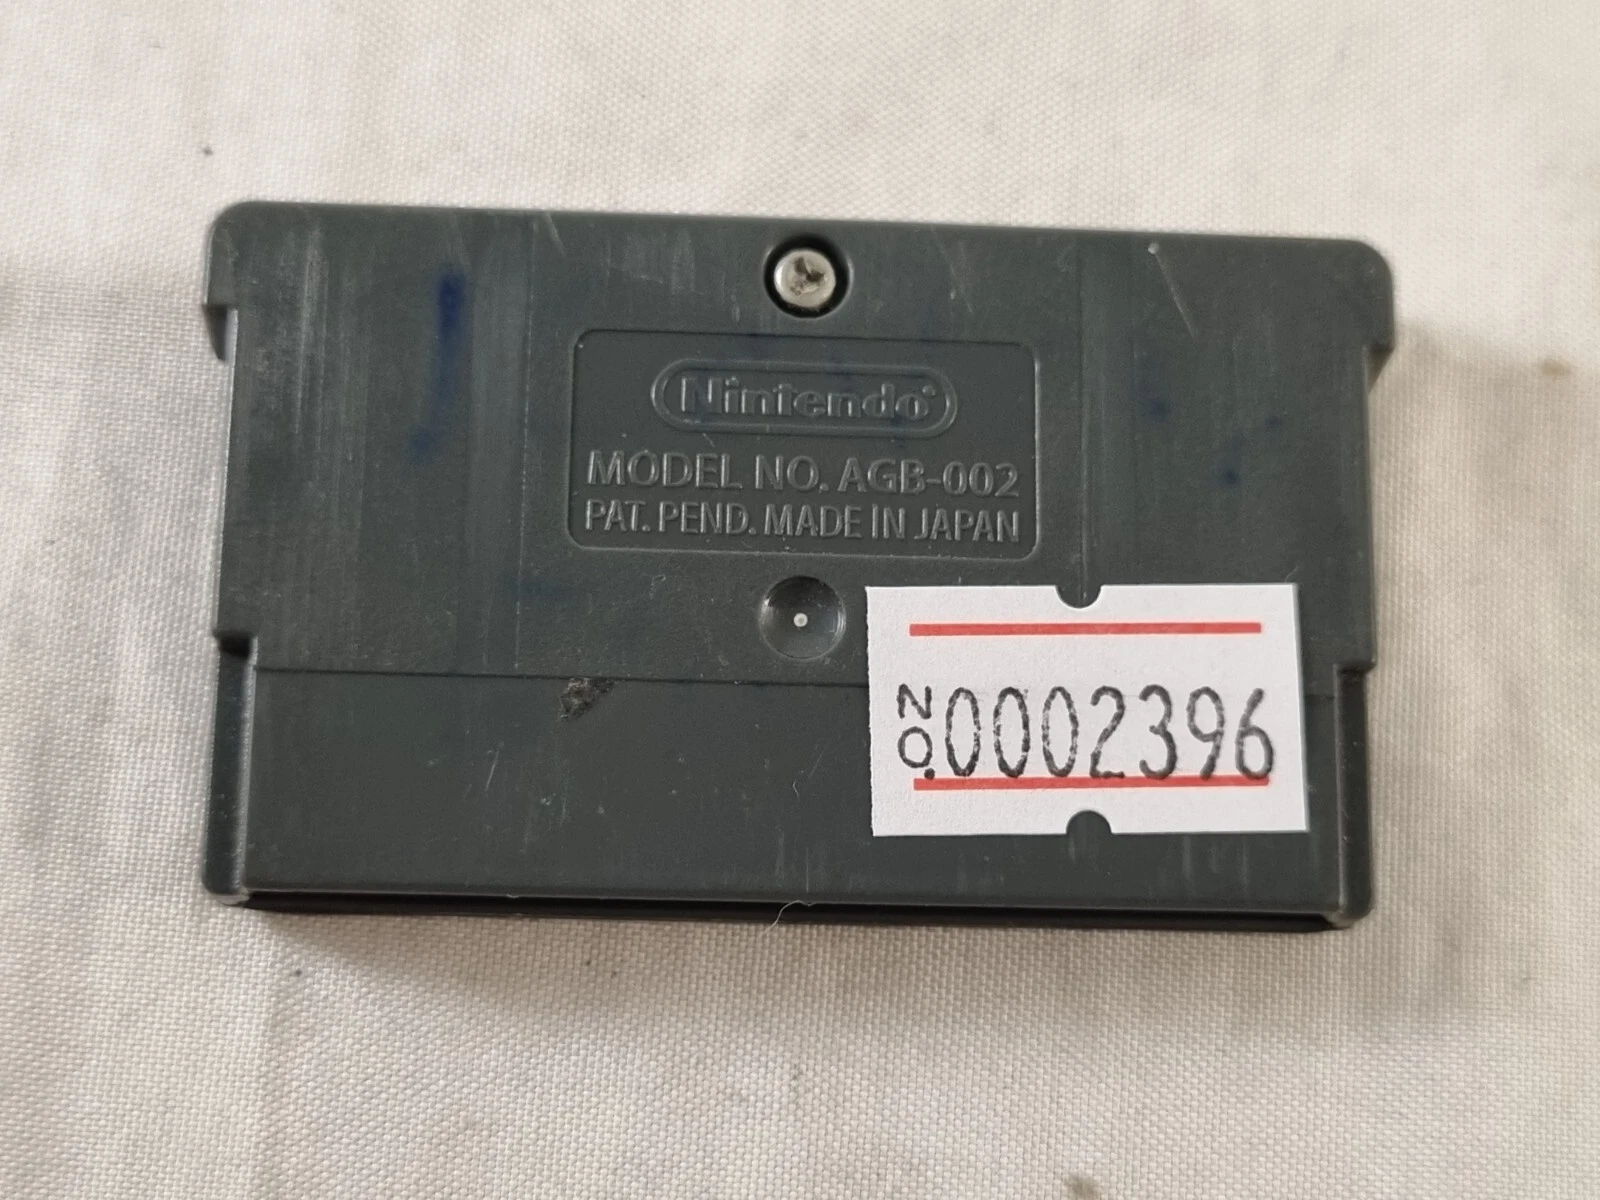 Nintendo®
MODEL NO. AGB-002
PAT. PEND. MADE IN JAPAN
NO.0002396